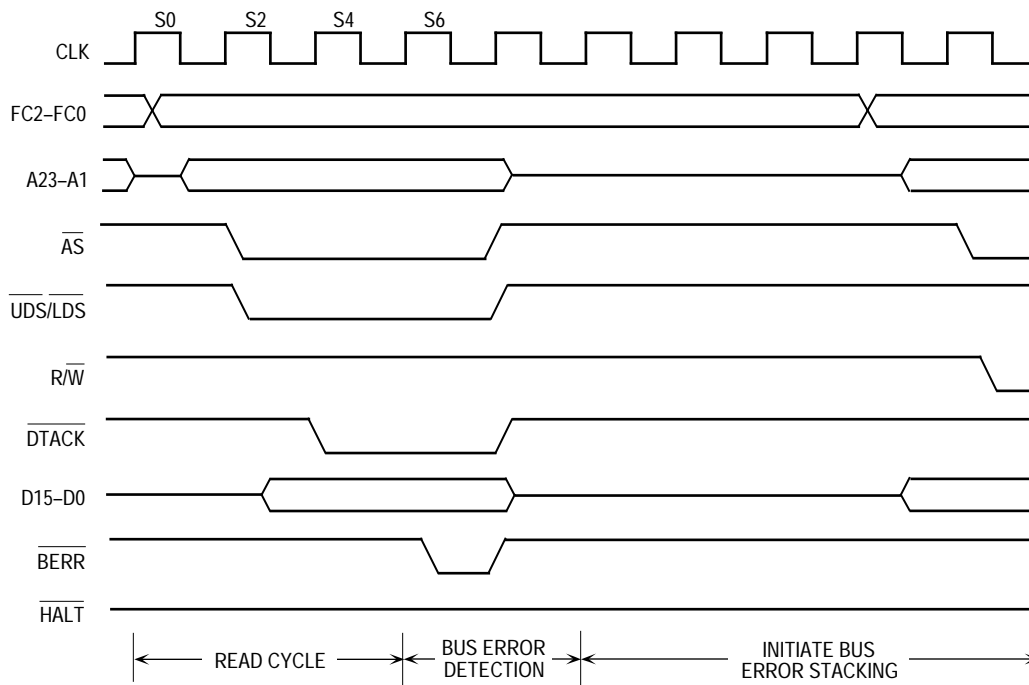 S0 S2 S4 S6
CLK
FC2–FC0
A23–A1
AS
UDS/LDS
R/W
DTACK
D15–D0
BERR
HALT
READ CYCLE
BUS ERROR
DETECTION
INITIATE BUS
ERROR STACKING